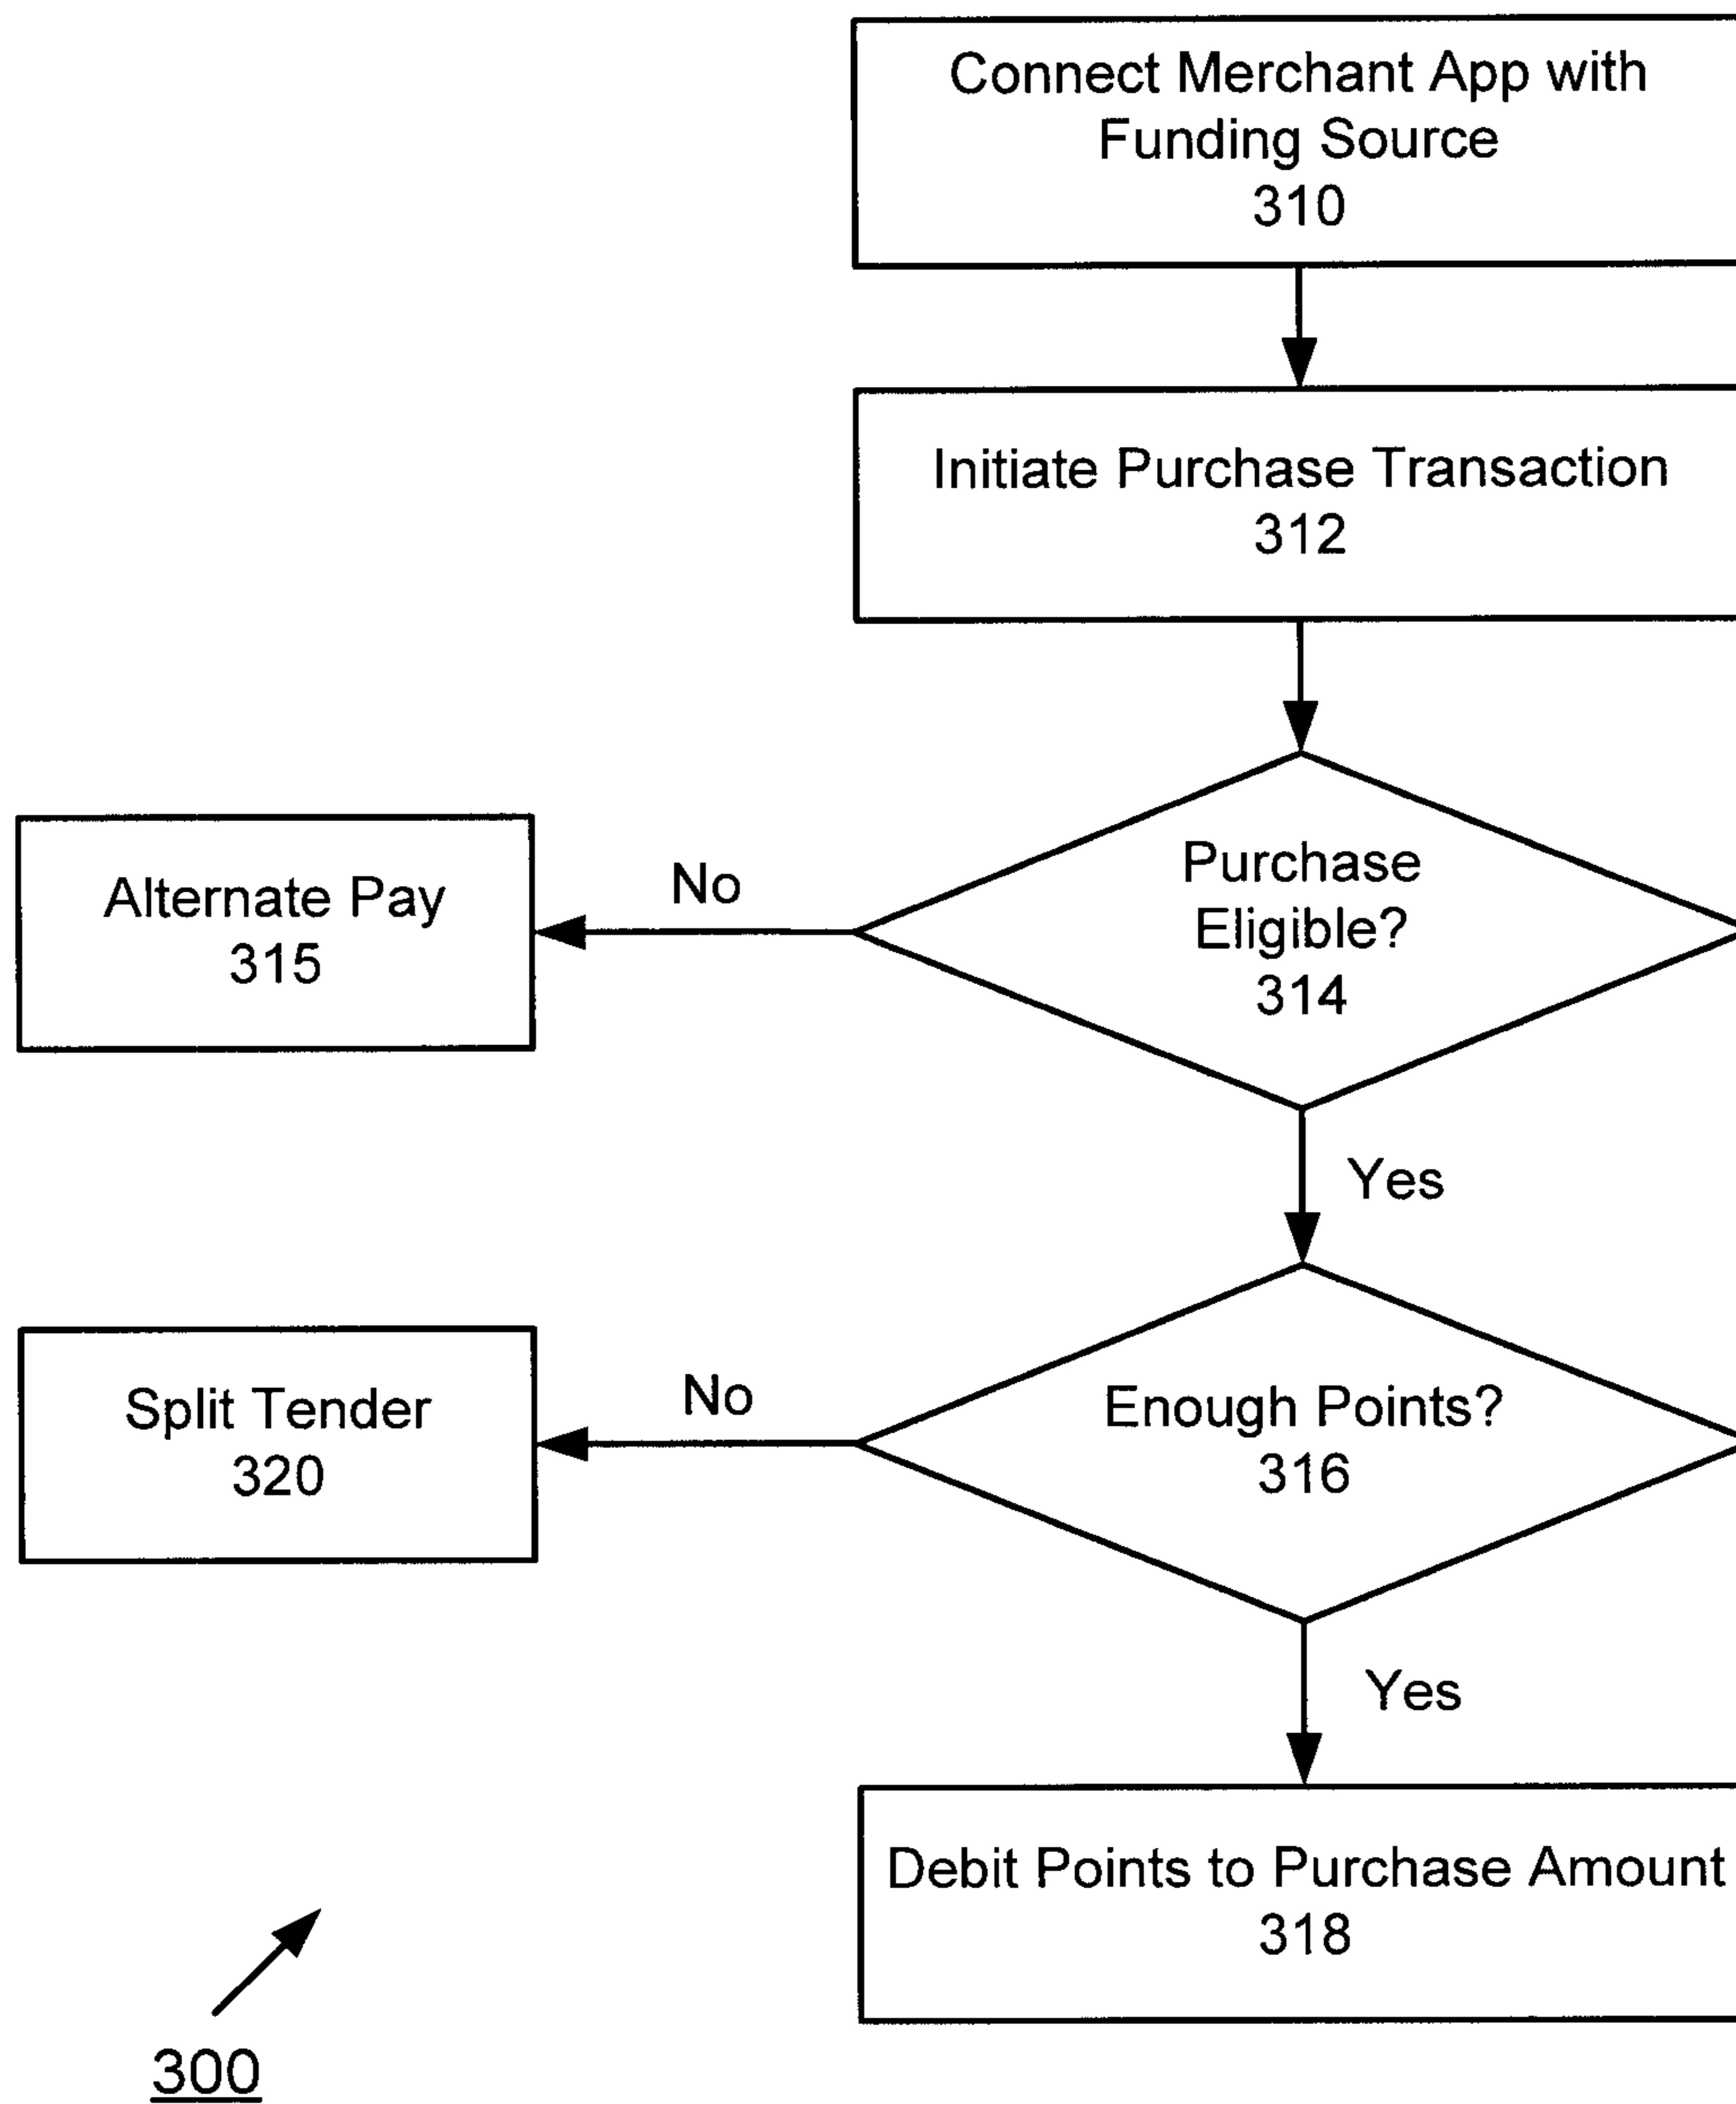 Connect Merchant App with
Funding Source
310
Initiate Purchase Transaction
312
Purchase
Eligible?
314
No
Alternate Pay
315
Yes
Enough Points?
316
No
Split Tender
320
Yes
Debit Points to Purchase Amount
318
300